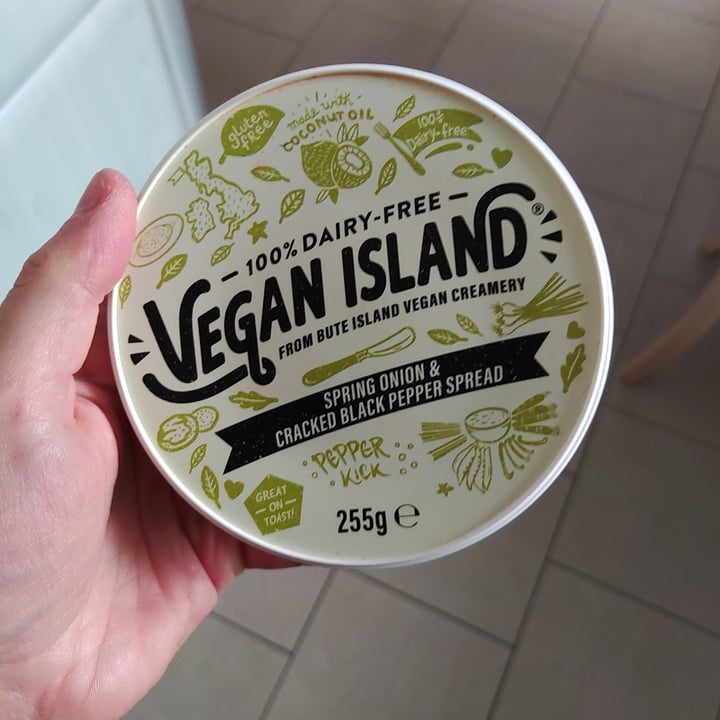 gluten
free
made with
COCONUT OIL
100%
Dairy-free
100% DAIRY-FREE
VEGAN ISLAND®
FROM BUTE ISLAND VEGAN CREAMERY
SPRING ONION &
CRACKED BLACK PEPPER SPREAD
PEPPER
KICK
GREAT
ON
TOAST!
255g ℮